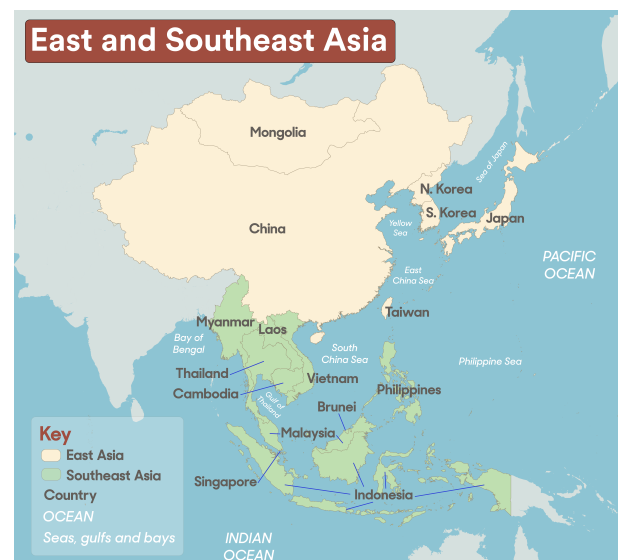 East and Southeast Asia
Mongolia
Sea of Japan
N. Korea
S. Korea
Japan
China
Yellow
Sea
PACIFIC
OCEAN
East
China Sea
Taiwan
Myanmar
Laos
Bay of
Bengal
South
China Sea
Philippine Sea
Thailand
Vietnam
Cambodia
Philippines
Gulf of
Thailand
Brunei
Malaysia
Singapore
Indonesia
Key
East Asia
Southeast Asia
Country
OCEAN
Seas, gulfs and bays
INDIAN
OCEAN